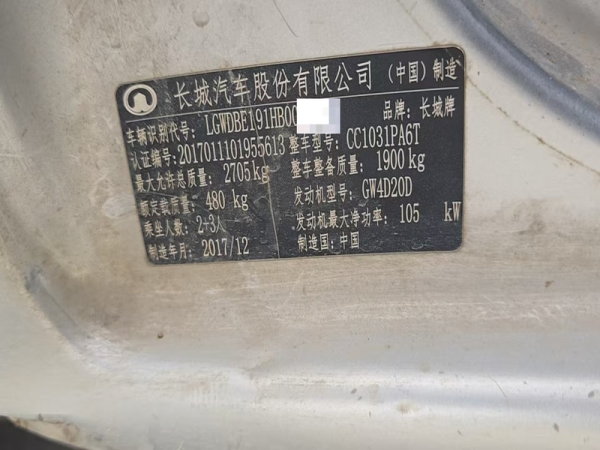 长城汽车股份有限公司 (中国) 制造
车辆识别代号: LGWDBE191HB00 品牌: 长城牌
认证编号: 2017011101955613 整车型号: CC1031PA6T
最大允许总质量: 2705kg 整车整备质量: 1900kg
额定载质量: 480 kg 发动机型号: GW4D20D
乘坐人数: 2+3人 发动机最大净功率: 105 kW
制造年月: 2017/12 制造国: 中国